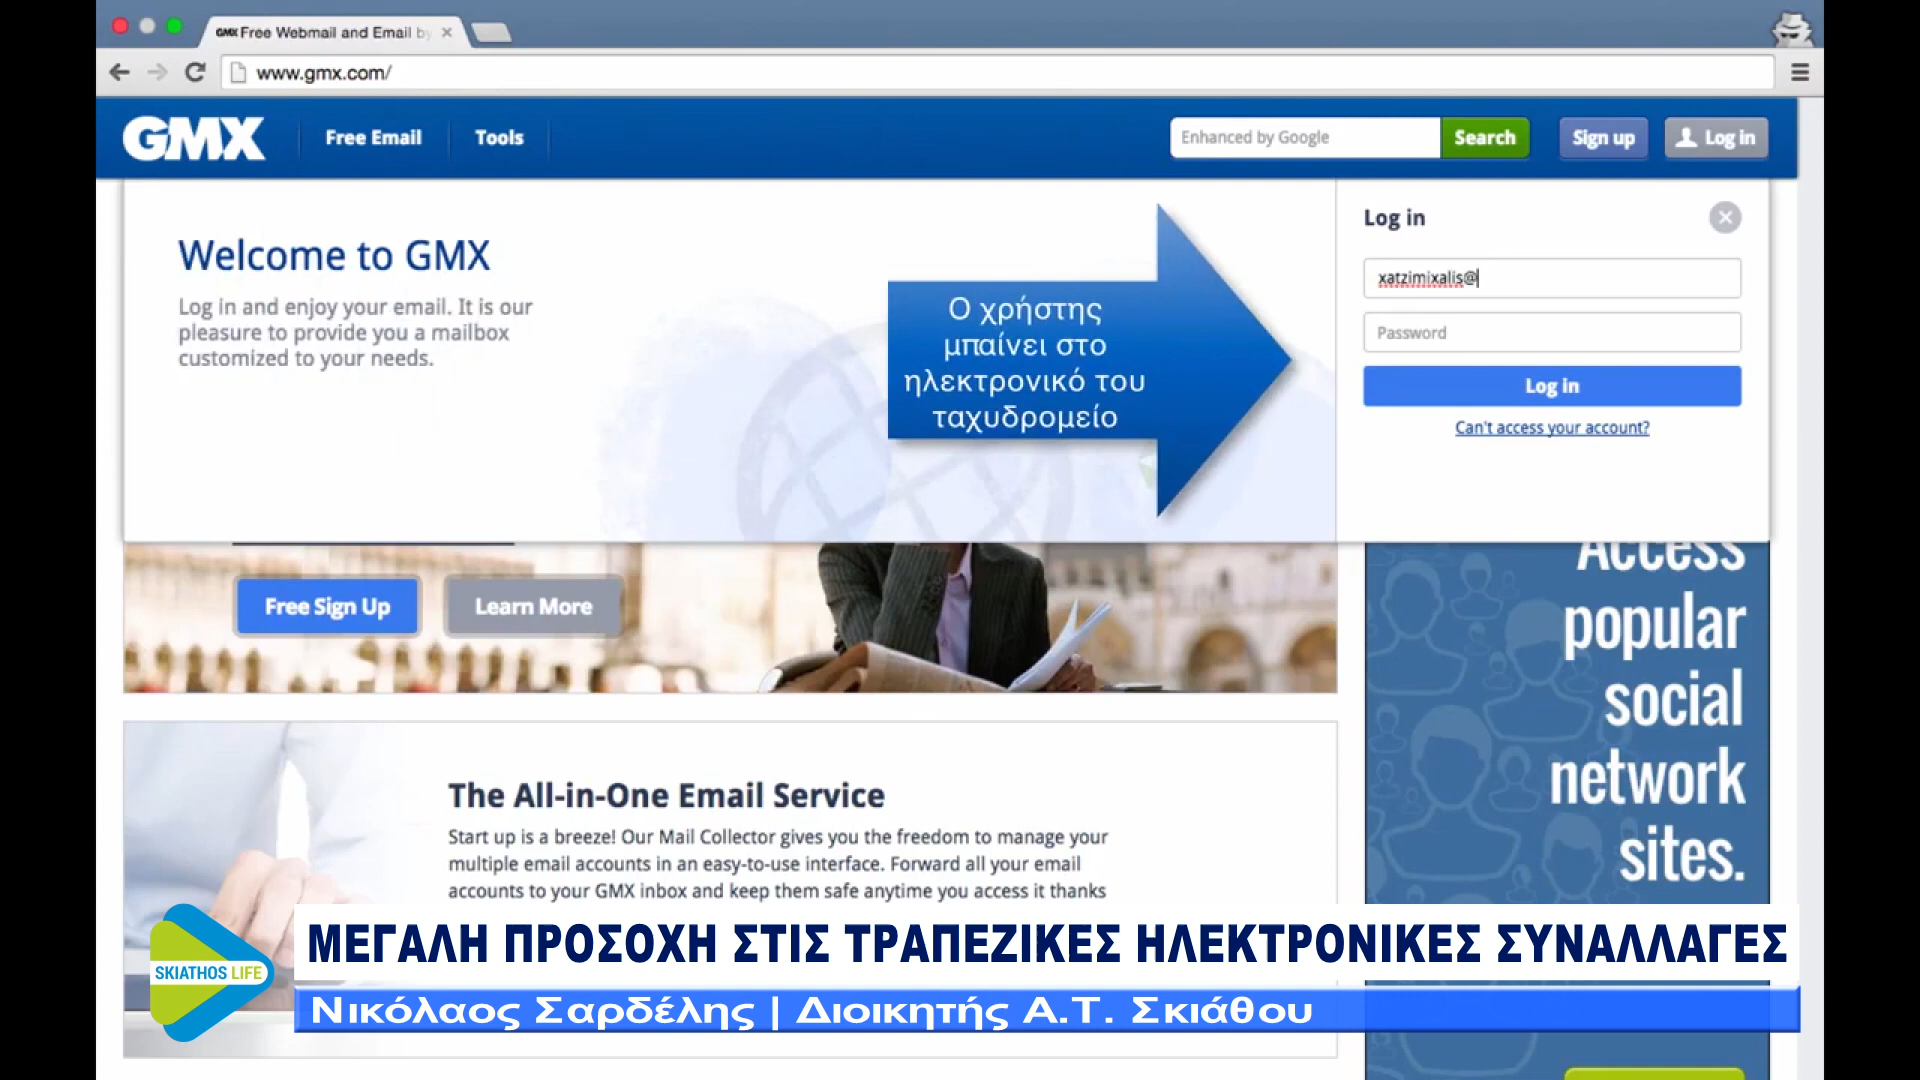 GMX Free Webmail and Email by
www.gmx.com/
GMX
Free Email
Tools
Enhanced by Google
Search
Sign up
Log in
Welcome to GMX
Log in and enjoy your email. It is our
pleasure to provide you a mailbox
customized to your needs.
Ο χρήστης
μπαίνει στο
ηλεκτρονικό του
ταχυδρομείο
Log in
xatzimixalis@
Password
Log in
Can't access your account?
Free Sign Up
Learn More
Access
popular
social
network
sites.
The All-in-One Email Service
Start up is a breeze! Our Mail Collector gives you the freedom to manage your
multiple email accounts in an easy-to-use interface. Forward all your email
accounts to your GMX inbox and keep them safe anytime you access it thanks
SKIATHOS LIFE
ΜΕΓΑΛΗ ΠΡΟΣΟΧΗ ΣΤΙΣ ΤΡΑΠΕΖΙΚΕΣ ΗΛΕΚΤΡΟΝΙΚΕΣ ΣΥΝΑΛΛΑΓΕΣ
Νικόλαος Σαρδέλης | Διοικητής Α.Τ. Σκιάθου